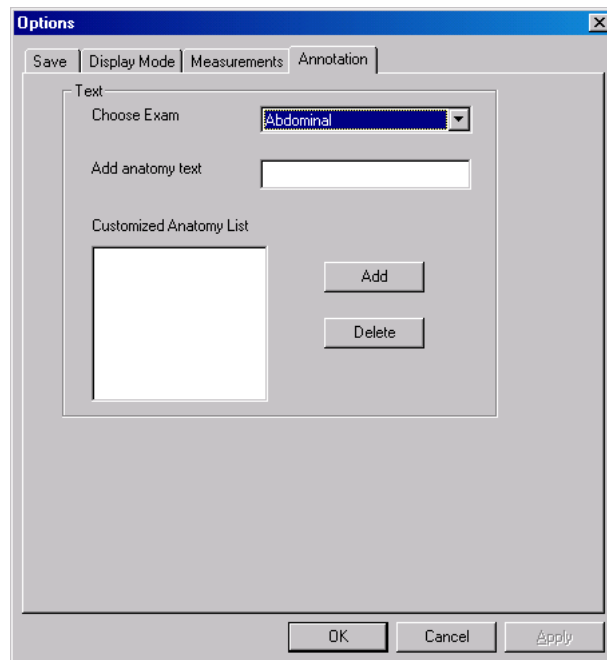 Options
Save Display Mode Measurements Annotation
Text
Choose Exam Abdominal
Add anatomy text
Customized Anatomy List
Add
Delete
OK Cancel Apply